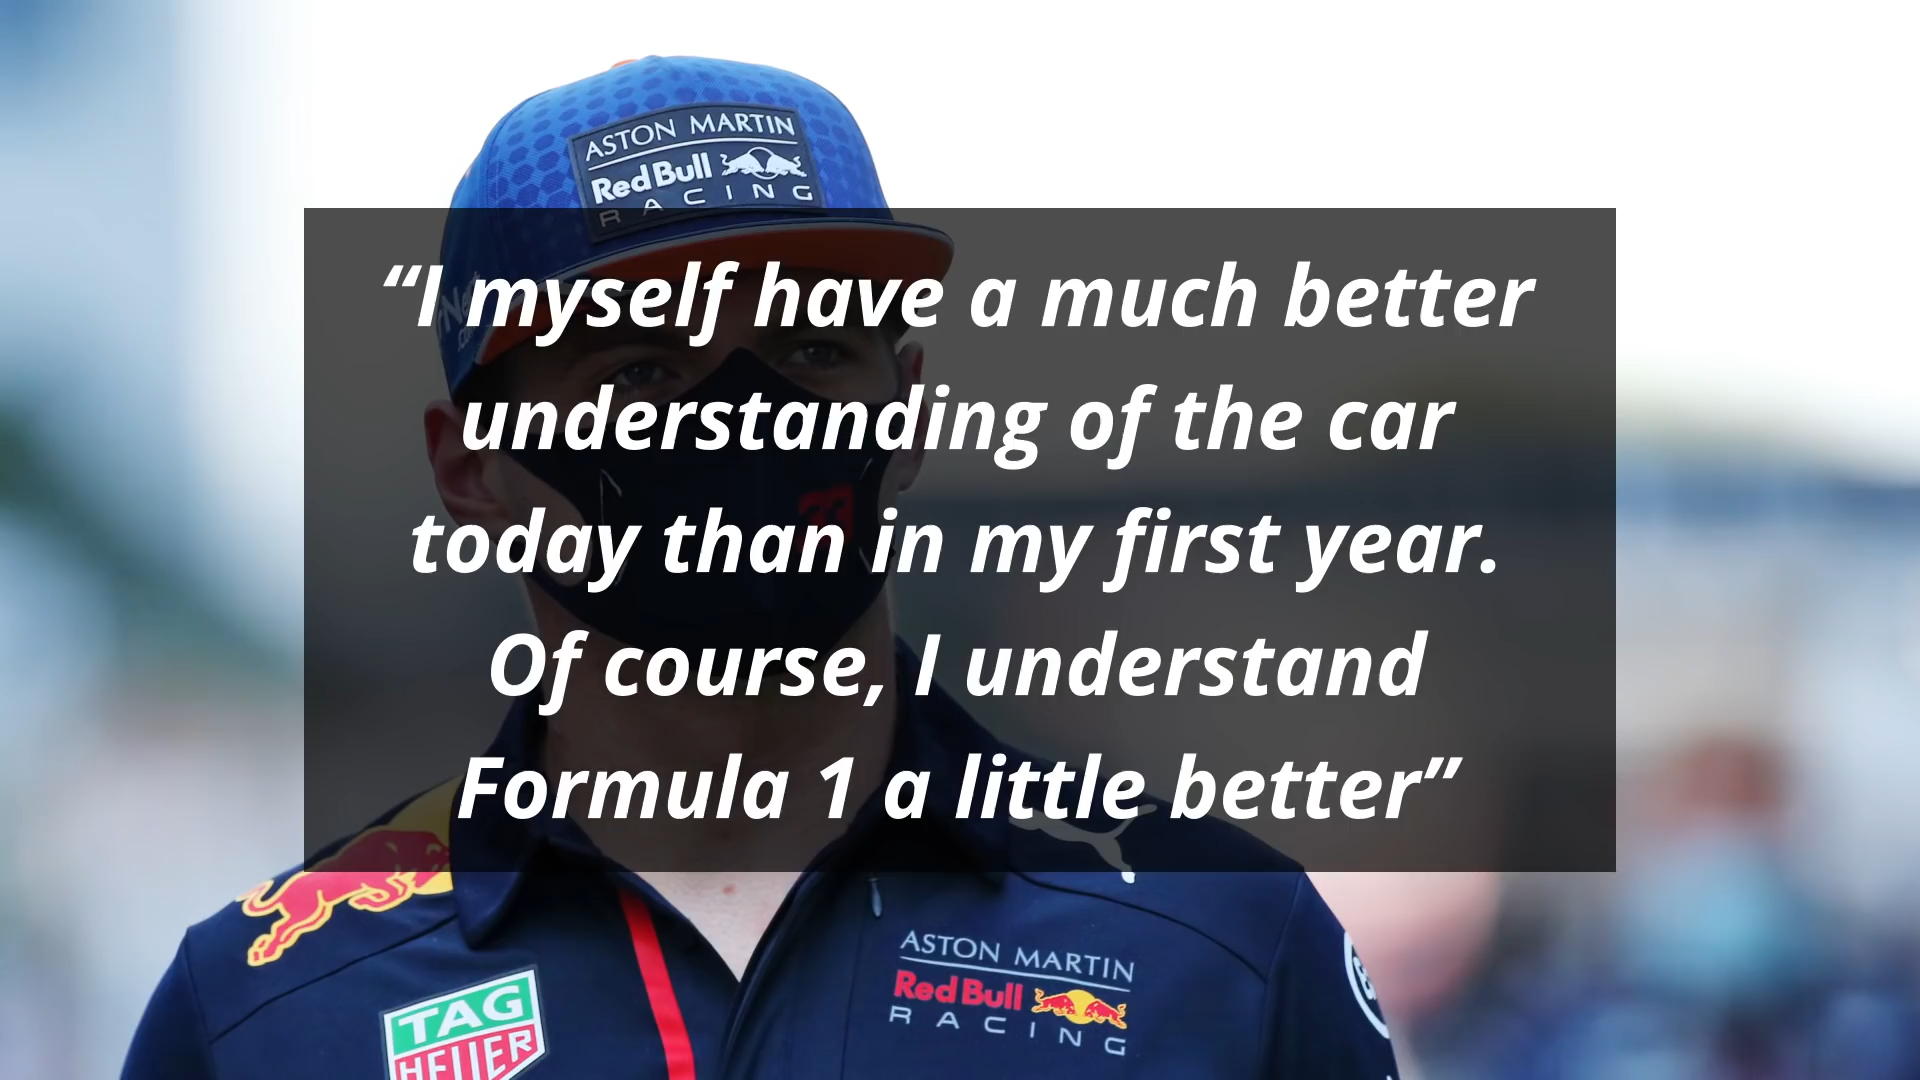 ASTON MARTIN
Red Bull
RACING
“I myself have a much better
understanding of the car
today than in my first year.
Of course, I understand
Formula 1 a little better”
TAG
HEUER
ASTON MARTIN
Red Bull
RACING